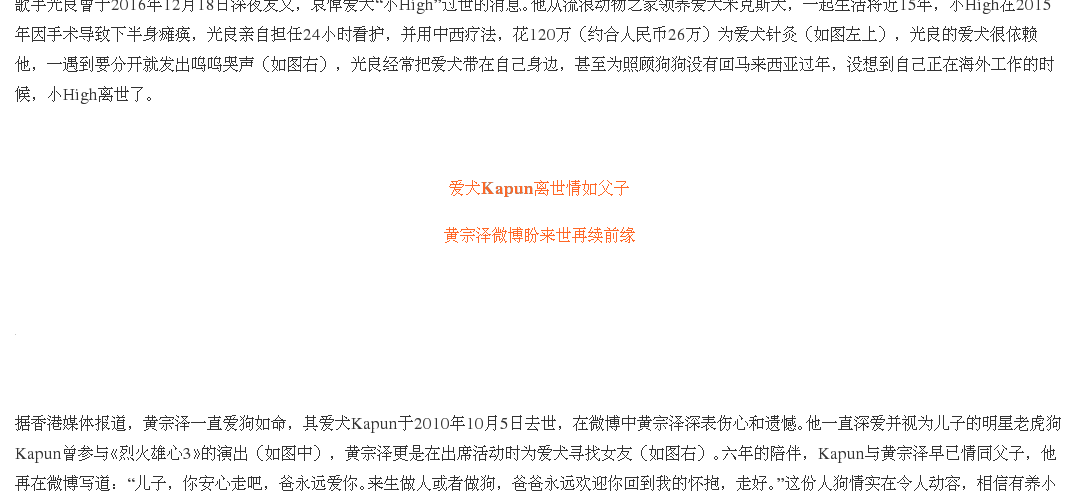 歌手光良曾于2016年12月18日深夜发文，哀悼爱犬“小High”过世的消息。他从流浪动物之家领养爱犬米克斯犬，一起生活将近15年，小High在2015
年因手术导致下半身瘫痪，光良亲自担任24小时看护，并用中西疗法，花120万（约合人民币26万）为爱犬针灸（如图左上），光良的爱犬很依赖
他，一遇到要分开就发出呜呜哭声（如图右），光良经常把爱犬带在自己身边，甚至为照顾狗狗没有回马来西亚过年，没想到自己正在海外工作的时
候，小High离世了。
爱犬Kapun离世情如父子
黄宗泽微博盼来世再续前缘
据香港媒体报道，黄宗泽一直爱狗如命，其爱犬Kapun于2010年10月5日去世，在微博中黄宗泽深表伤心和遗憾。他一直深爱并视为儿子的明星老虎狗
Kapun曾参与《烈火雄心3》的演出（如图中），黄宗泽更是在出席活动时为爱犬寻找女友（如图右）。六年的陪伴，Kapun与黄宗泽早已情同父子，他
再在微博写道：“儿子，你安心走吧，爸永远爱你。来生做人或者做狗，爸爸永远欢迎你回到我的怀抱，走好。”这份人狗情实在令人动容，相信有养小